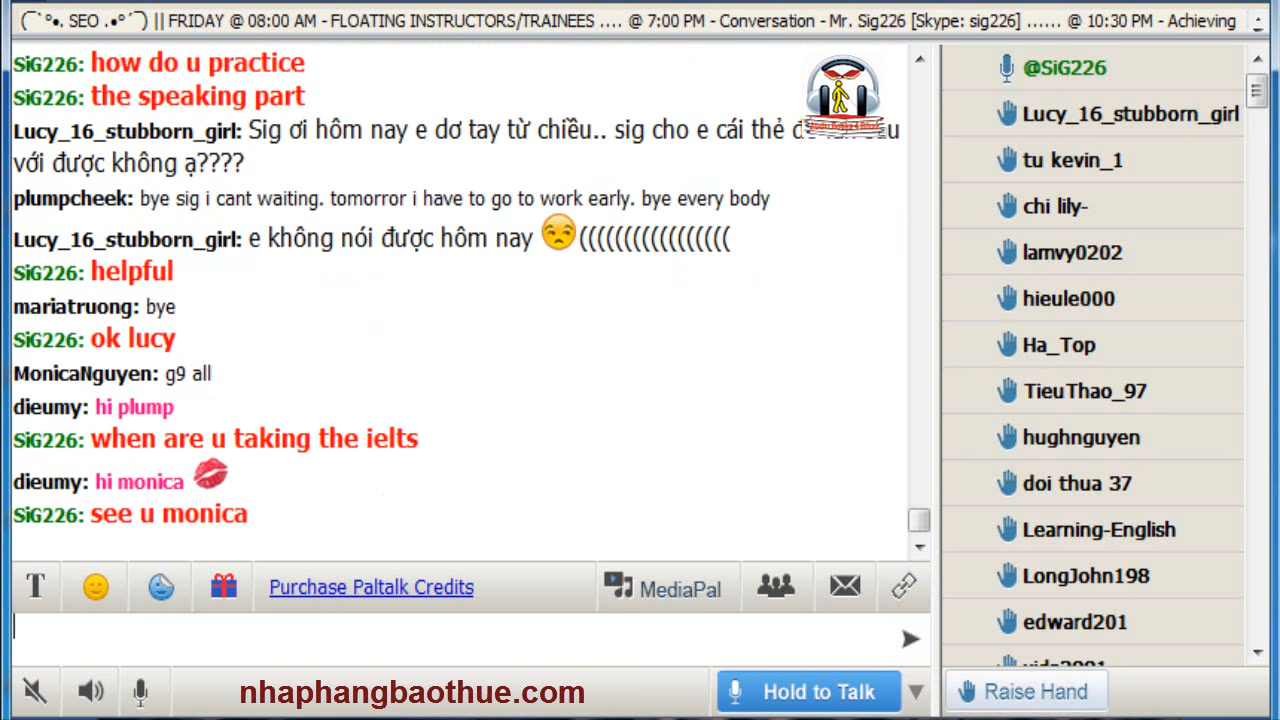 (¯`°•. SEO .•°´¯) || FRIDAY @ 08:00 AM - FLOATING INSTRUCTORS/TRAINEES .... @ 7:00 PM - Conversation - Mr. Sig226 [Skype: sig226] ...... @ 10:30 PM - Achieving
SiG226: how do u practice
SiG226: the speaking part
Lucy_16_stubborn_girl: Sig ơi hôm nay e dơ tay từ chiều.. sig cho e cái thẻ
với được không ạ????
plumpcheek: bye sig i cant waiting. tomorror i have to go to work early. bye every body
Lucy_16_stubborn_girl: e không nói được hôm nay (((((((((((((((((
SiG226: helpful
mariatruong: bye
SiG226: ok lucy
MonicaNguyen: g9 all
dieumy: hi plump
SiG226: when are u taking the ielts
dieumy: hi monica
SiG226: see u monica
T
Purchase Paltalk Credits
MediaPal
nhaphangbaothue.com
Hold to Talk
@SiG226
Lucy_16_stubborn_girl
tu kevin_1
chi lily-
lamvy0202
hieule000
Ha_Top
TieuThao_97
hughnguyen
doi thua 37
Learning-English
LongJohn198
edward201
Raise Hand